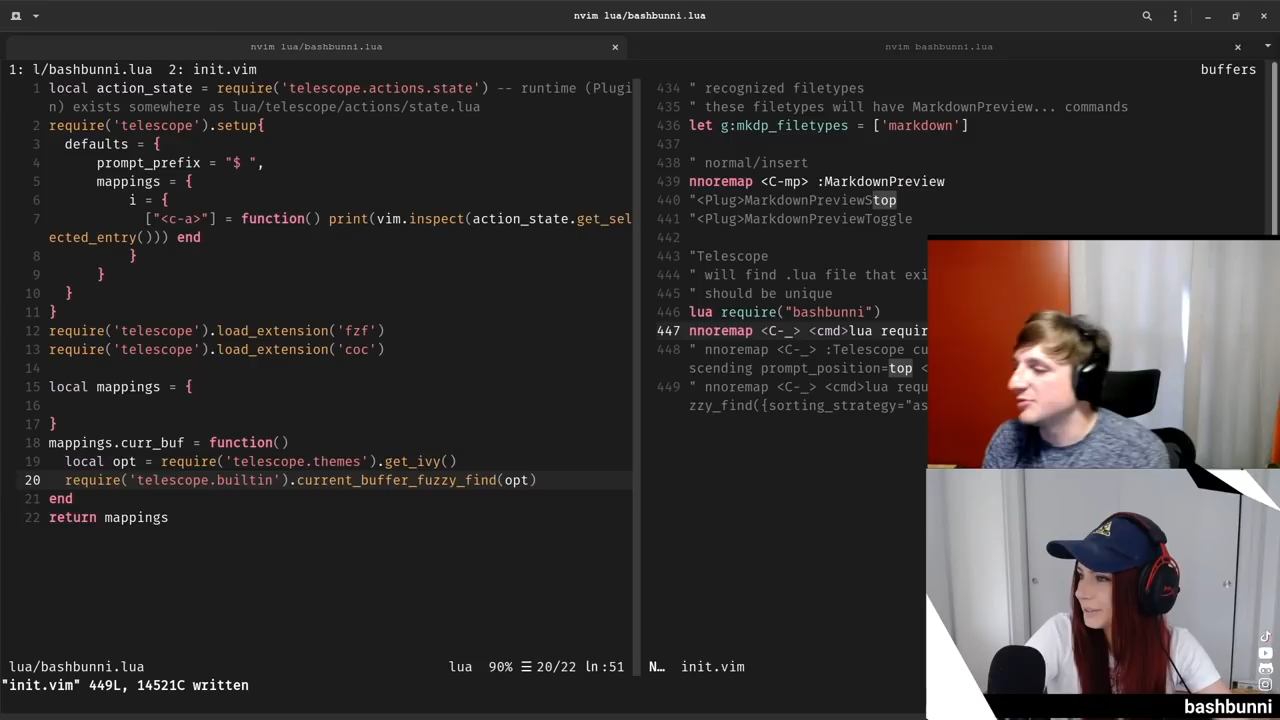 nvim lua/bashbunni.lua
nvim lua/bashbunni.lua
nvim bashbunni.lua
1: l/bashbunni.lua 2: init.vim
buffers
1 local action_state = require('telescope.actions.state') -- runtime (Plugi
n) exists somewhere as lua/telescope/actions/state.lua
2 require('telescope').setup{
3 defaults = {
4 prompt_prefix = "$ ",
5 mappings = {
6 i = {
7 ["<c-a>"] = function() print(vim.inspect(action_state.get_sel
ected_entry())) end
8 }
9 }
10 }
11 }
12 require('telescope').load_extension('fzf')
13 require('telescope').load_extension('coc')
14
15 local mappings = {
16
17 }
18 mappings.curr_buf = function()
19 local opt = require('telescope.themes').get_ivy()
20 require('telescope.builtin').current_buffer_fuzzy_find(opt)
21 end
22 return mappings
lua/bashbunni.lua
lua 90% ☰ 20/22 ln:51
"init.vim" 449L, 14521C written
434 " recognized filetypes
435 " these filetypes will have MarkdownPreview... commands
436 let g:mkdp_filetypes = ['markdown']
437
438 " normal/insert
439 nnoremap <C-mp> :MarkdownPreview
440 "<Plug>MarkdownPreviewStop
441 "<Plug>MarkdownPreviewToggle
442
443 "Telescope
444 " will find .lua file that exi
445 " should be unique
446 lua require("bashbunni")
447 nnoremap <C-_> <cmd>lua requir
448 " nnoremap <C-_> :Telescope cu
scending prompt_position=top <
449 " nnoremap <C-_> <cmd>lua requ
zzy_find({sorting_strategy="as
N… init.vim
bashbunni